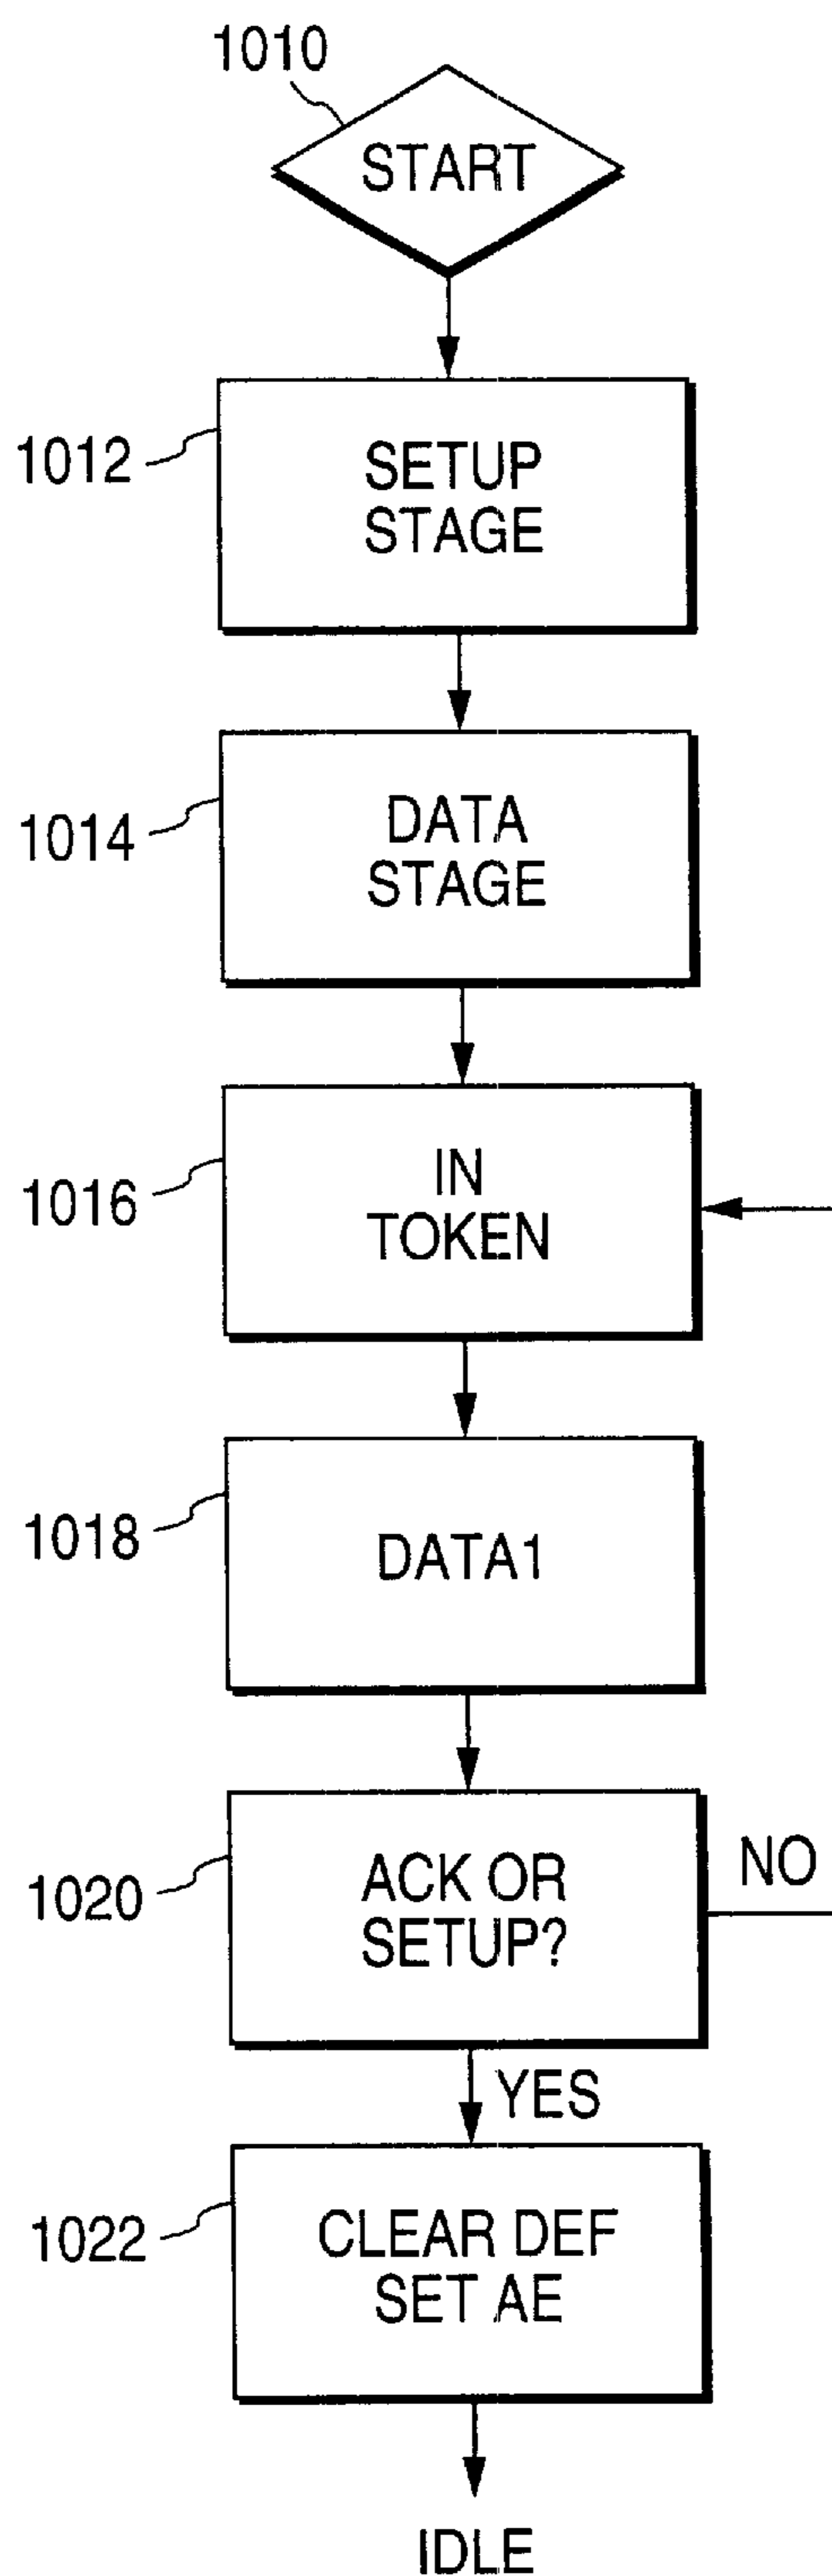 1010
START
1012
SETUP
STAGE
1014
DATA
STAGE
1016
IN
TOKEN
1018
DATA1
1020
ACK OR
SETUP?
NO
YES
1022
CLEAR DEF
SET AE
IDLE